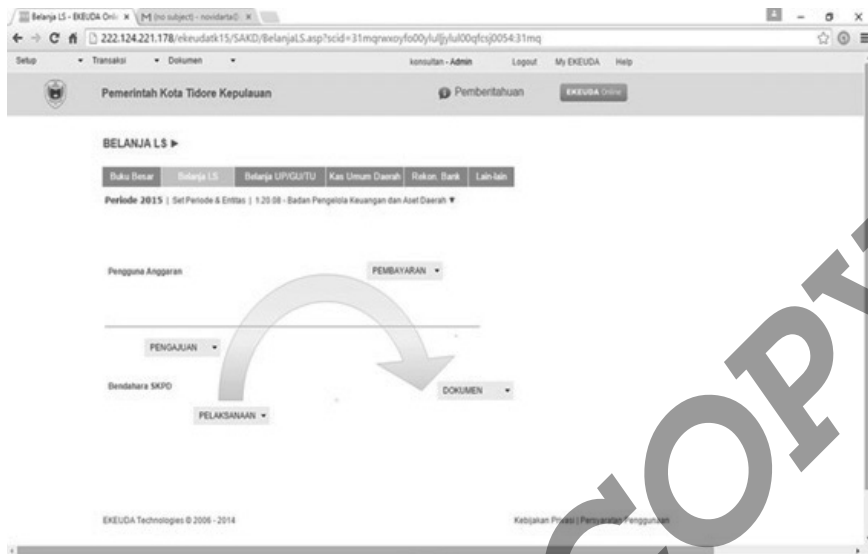 Belanja LS - EKEUDA Onli
(no subject) - novidarta@
222.124.221.178/ekeudatk15/SAKD/BelanjaLS.asp?
Setup Transaksi Dokumen konsultan - Admin Logout My EKEUDA Help
Pemerintah Kota Tidore Kepulauan Pemberitahuan EKEUDA Online
BELANJA LS
Buku Besar Belanja LS Belanja UP/GU/TU Kas Umum Daerah Rekon. Bank Lain-lain
Periode 2015 | Set Periode & Entitas | 1.20.08 - Badan Pengelola Keuangan dan Aset Daerah
Pengguna Anggaran
PEMBAYARAN
PENGAJUAN
Bendahara SKPD
DOKUMEN
PELAKSANAAN
EKEUDA Technologies © 2006 - 2014 Kebijakan Privasi | Persyaratan Penggunaan
COPY